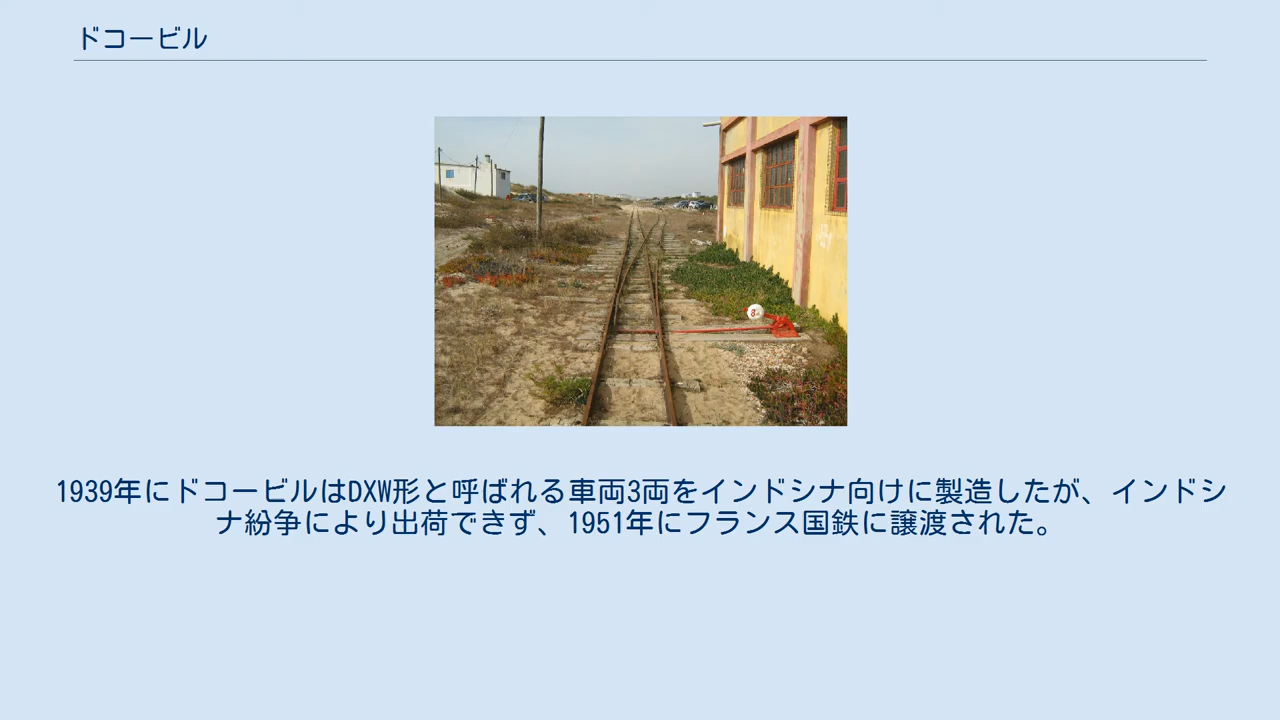 ドコービル
8
1939年にドコービルはDXW形と呼ばれる車両3両をインドシナ向けに製造したが、インドシ
ナ紛争により出荷できず、1951年にフランス国鉄に譲渡された。